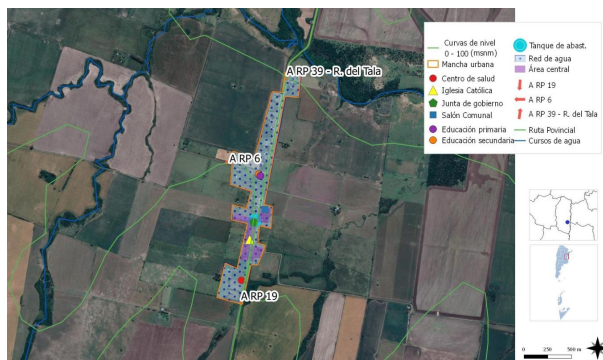 A RP 39 - R. del Tala
A RP 6
A RP 19
Curvas de nivel
0 - 100 (msnm)
Mancha urbana
Centro de salud
Iglesia Católica
Junta de gobierno
Salón Comunal
Educación primaria
Educación secundaria
Tanque de abast.
Red de agua
Área central
A RP 19
A RP 6
A RP 39 - R. del Tala
Ruta Povincial
Cursos de agua
0 250 500 m